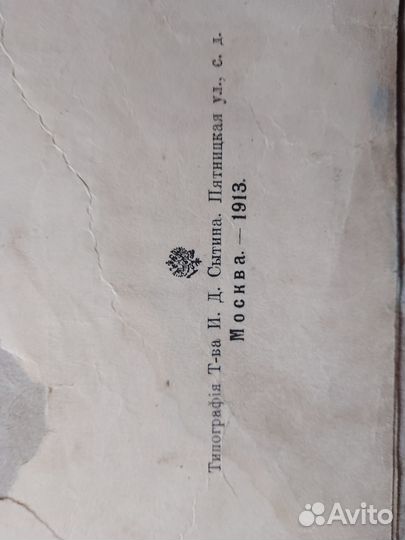 Типографія Т-ва И. Д. Сытина. Пятницкая ул., с. д.
Москва. — 1913.
Avito